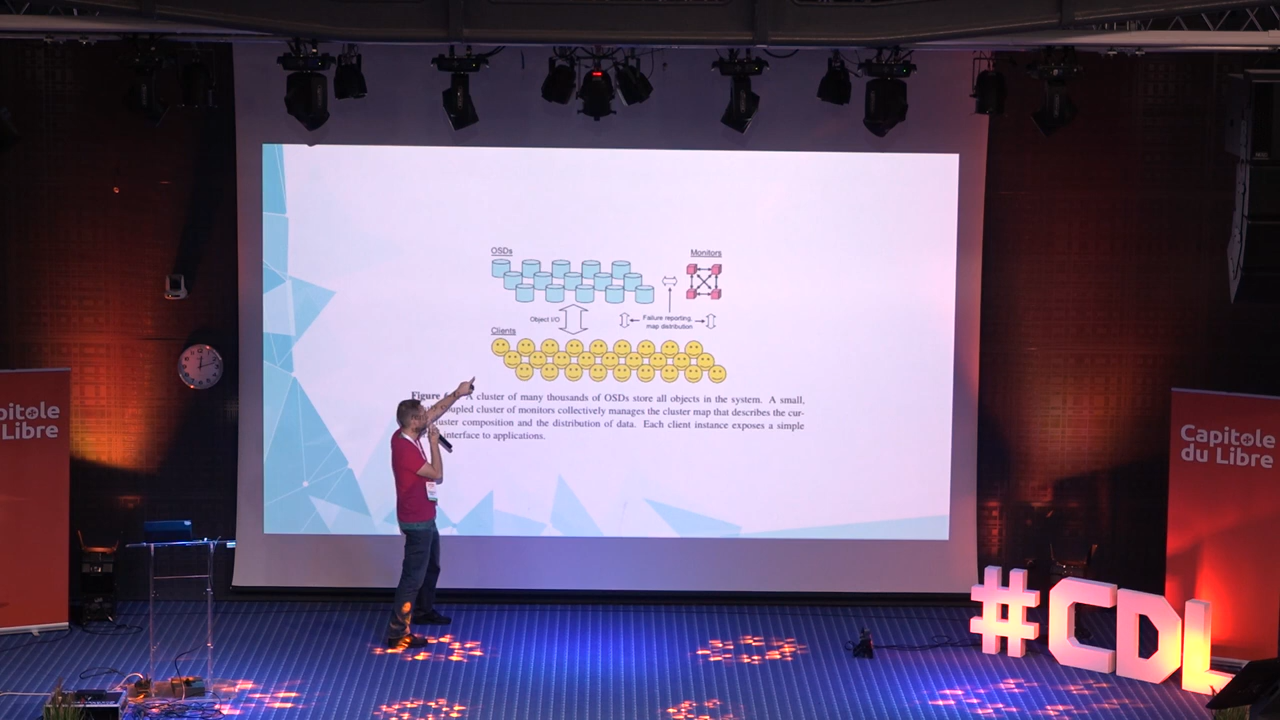 OSDs
Monitors
Object I/O
Failure reporting,
map distribution
Clients
Figure A cluster of many thousands of OSDs store all objects in the system. A small,
coupled cluster of monitors collectively manages the cluster map that describes the cur-
cluster composition and the distribution of data. Each client instance exposes a simple
interface to applications.
pitole
Libre
Capitole
du Libre
#CDL